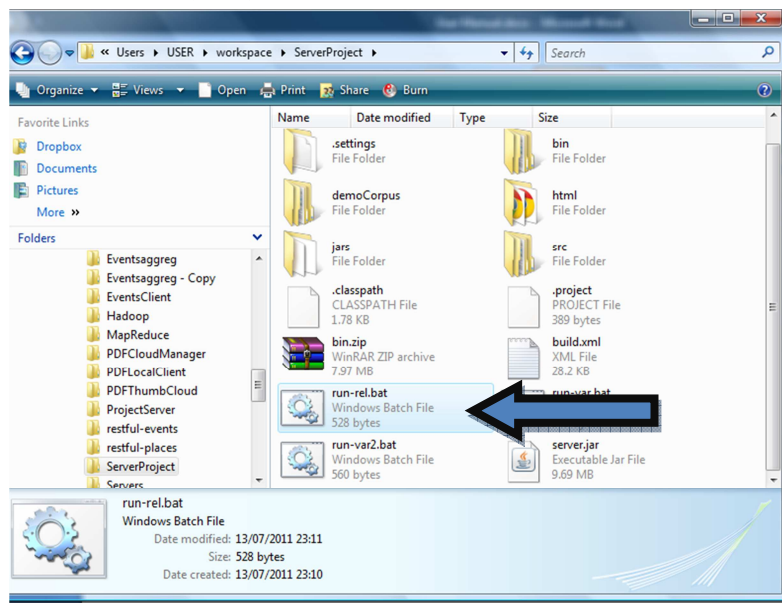 « Users ▸ USER ▸ workspace ▸ ServerProject ▸
Search
Organize Views Open Print Share Burn
Favorite Links
Dropbox
Documents
Pictures
More »
Folders
Eventsaggreg
Eventsaggreg - Copy
EventsClient
Hadoop
MapReduce
PDFCloudManager
PDFLocalClient
PDFThumbCloud
ProjectServer
restful-events
restful-places
ServerProject
Servers
Name Date modified Type Size
.settings
File Folder
bin
File Folder
demoCorpus
File Folder
html
File Folder
jars
File Folder
src
File Folder
.classpath
CLASSPATH File
1.78 KB
.project
PROJECT File
389 bytes
bin.zip
WinRAR ZIP archive
7.97 MB
build.xml
XML File
28.2 KB
run-rel.bat
Windows Batch File
528 bytes
run-var.bat
run-var2.bat
Windows Batch File
560 bytes
server.jar
Executable Jar File
9.69 MB
run-rel.bat
Windows Batch File
Date modified: 13/07/2011 23:11
Size: 528 bytes
Date created: 13/07/2011 23:10